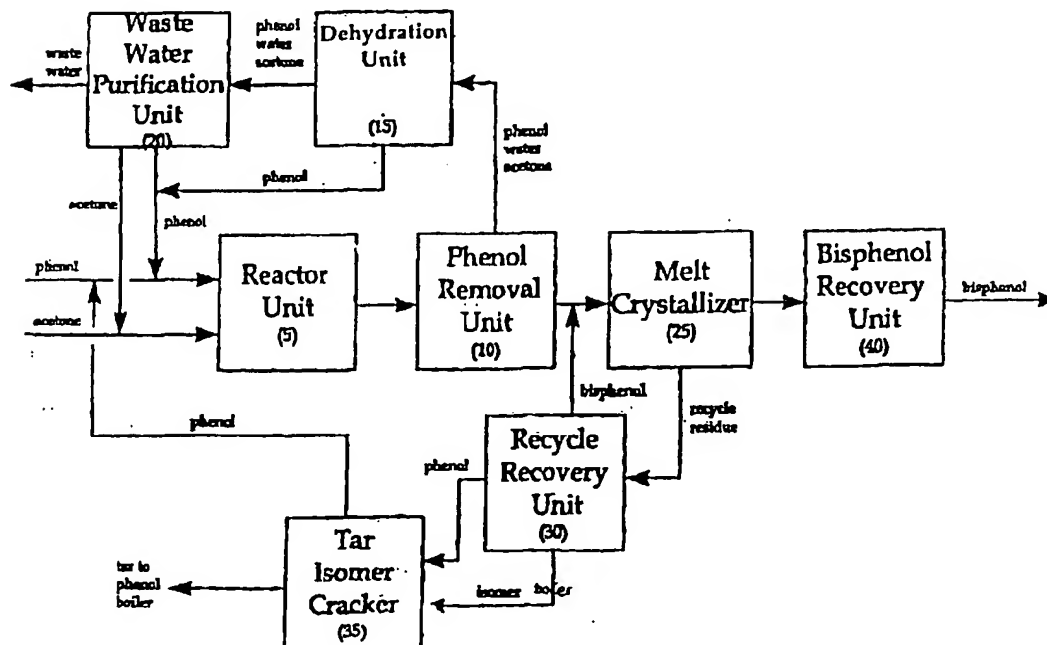 Waste
Water
Purification
Unit
(20)
waste
water
phenol
water
acetone
Dehydration
Unit
(15)
phenol
water
acetone
phenol
acetone
phenol
phenol
acetone
Reactor
Unit
(5)
Phenol
Removal
Unit
(10)
Melt
Crystallizer
(25)
Bisphenol
Recovery
Unit
(40)
bisphenol
bisphenol
recycle
residue
phenol
phenol
Recycle
Recovery
Unit
(30)
Tar
Isomer
Cracker
(35)
tar to
phenol
boiler
isomer boiler